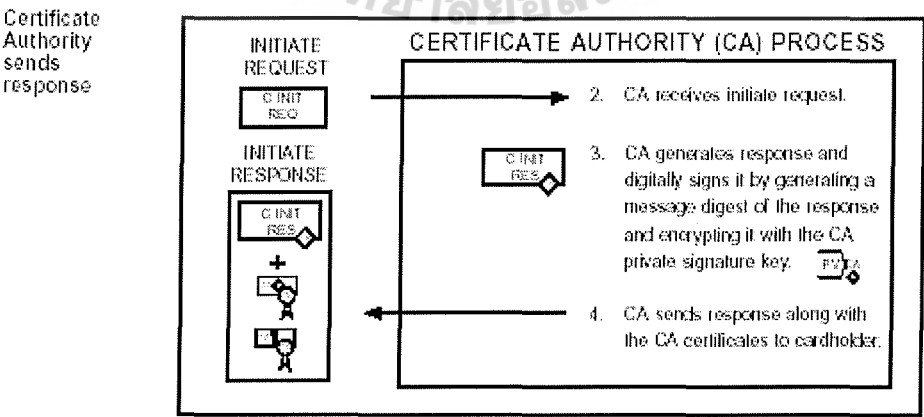 Certificate
Authority
sends
response
CERTIFICATE AUTHORITY (CA) PROCESS
INITIATE
REQUEST
C INIT
REQ
2. CA receives initiate request.
INITIATE
RESPONSE
C INIT
RES
C INIT
RES
3. CA generates response and
digitally signs it by generating a
message digest of the response
and encrypting it with the CA
private signature key.
+
4. CA sends response along with
the CA certificates to cardholder.